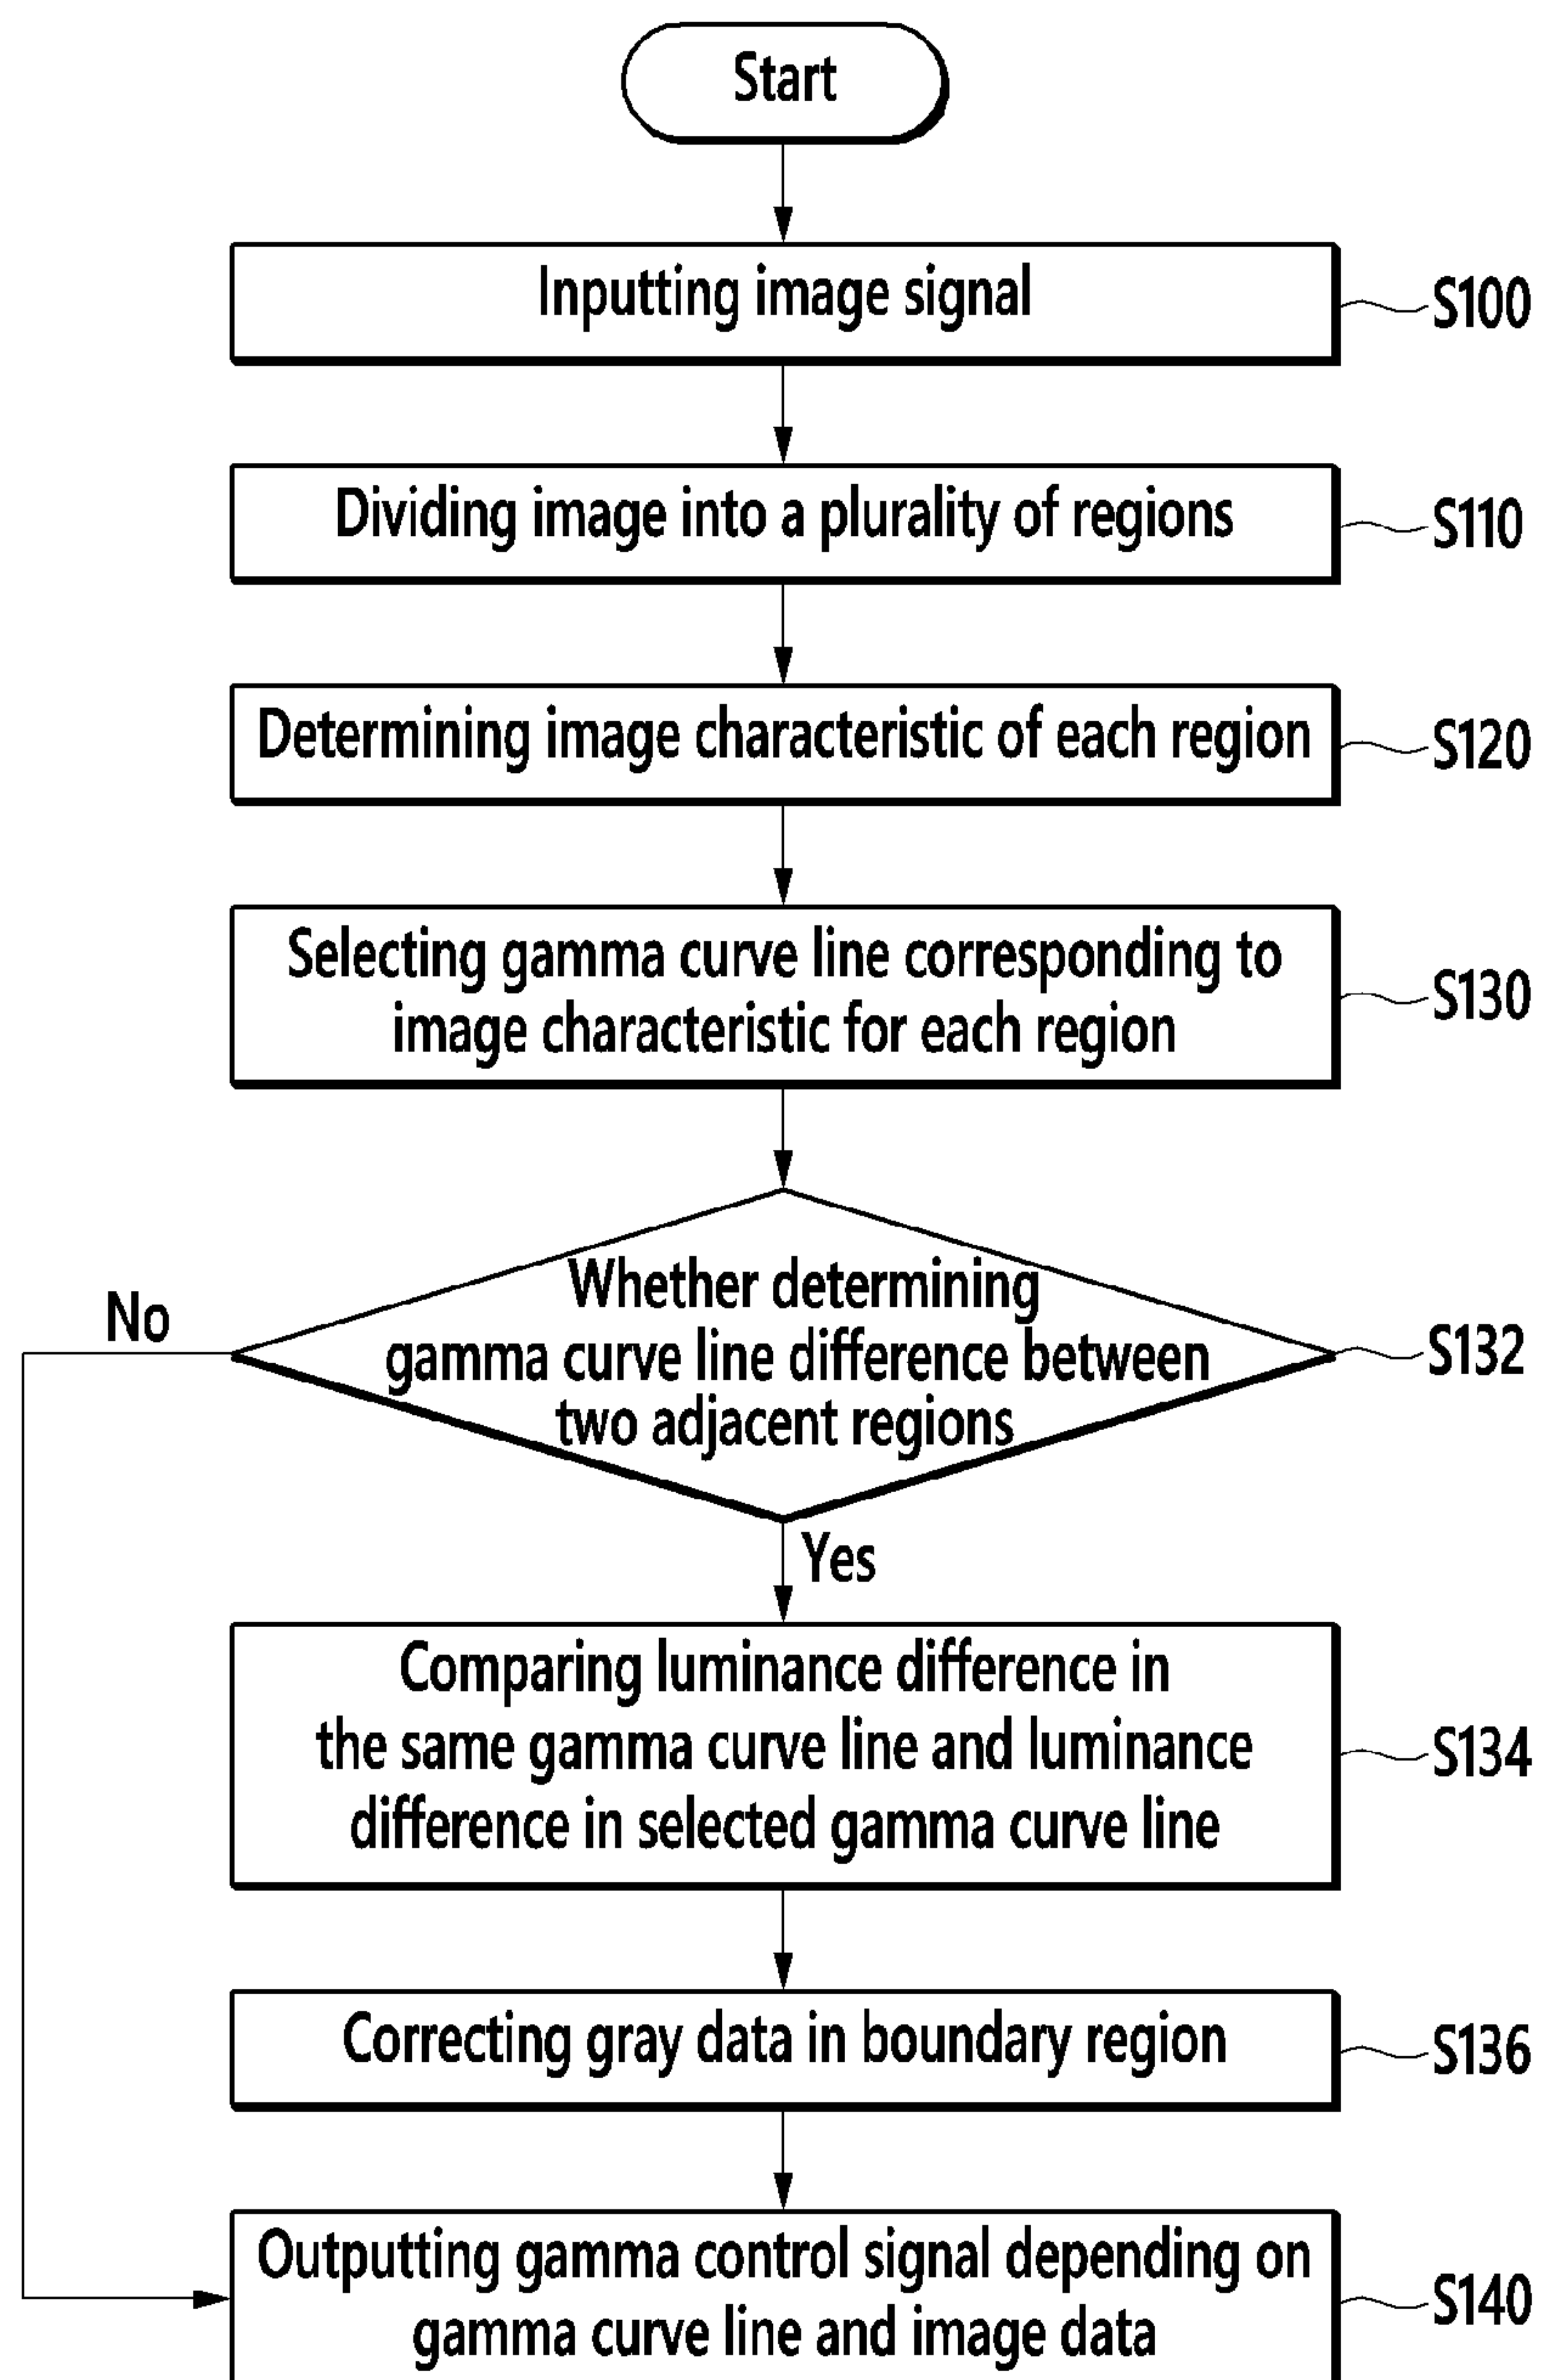 Start
Inputting image signal
S100
Dividing image into a plurality of regions
S110
Determining image characteristic of each region
S120
Selecting gamma curve line corresponding to
image characteristic for each region
S130
Whether determining
gamma curve line difference between
two adjacent regions
No
S132
Yes
Comparing luminance difference in
the same gamma curve line and luminance
difference in selected gamma curve line
S134
Correcting gray data in boundary region
S136
Outputting gamma control signal depending on
gamma curve line and image data
S140